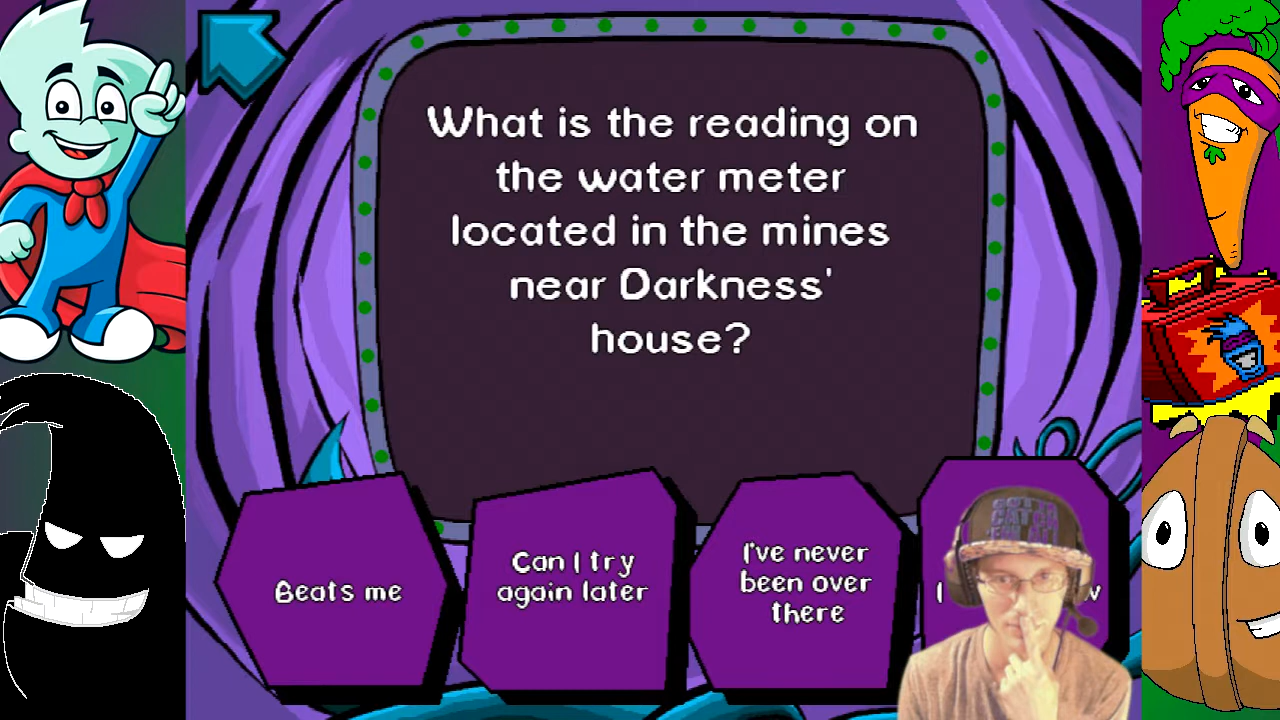 What is the reading on
the water meter
located in the mines
near Darkness'
house?
Beats me
Can I try
again later
I've never
been over
there
I